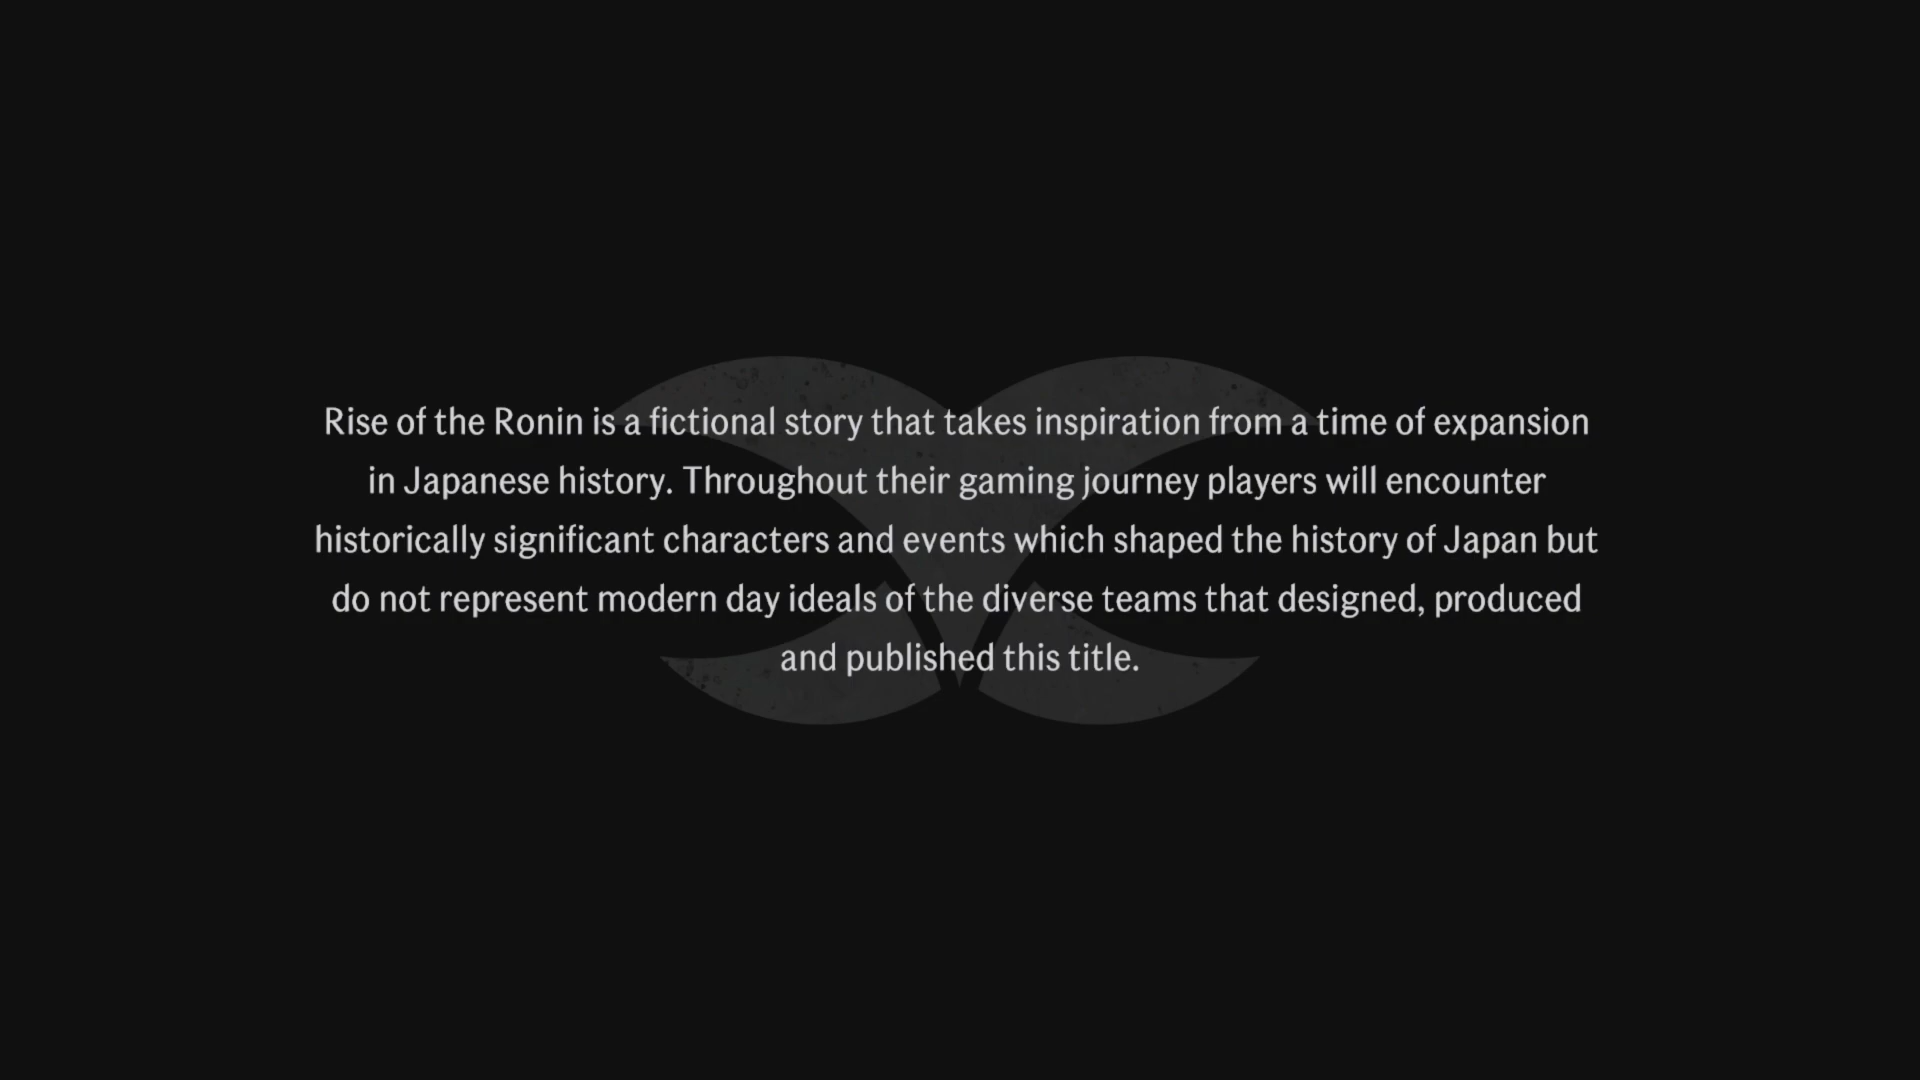 Rise of the Ronin is a fictional story that takes inspiration from a time of expansion
in Japanese history. Throughout their gaming journey players will encounter
historically significant characters and events which shaped the history of Japan but
do not represent modern day ideals of the diverse teams that designed, produced
and published this title.